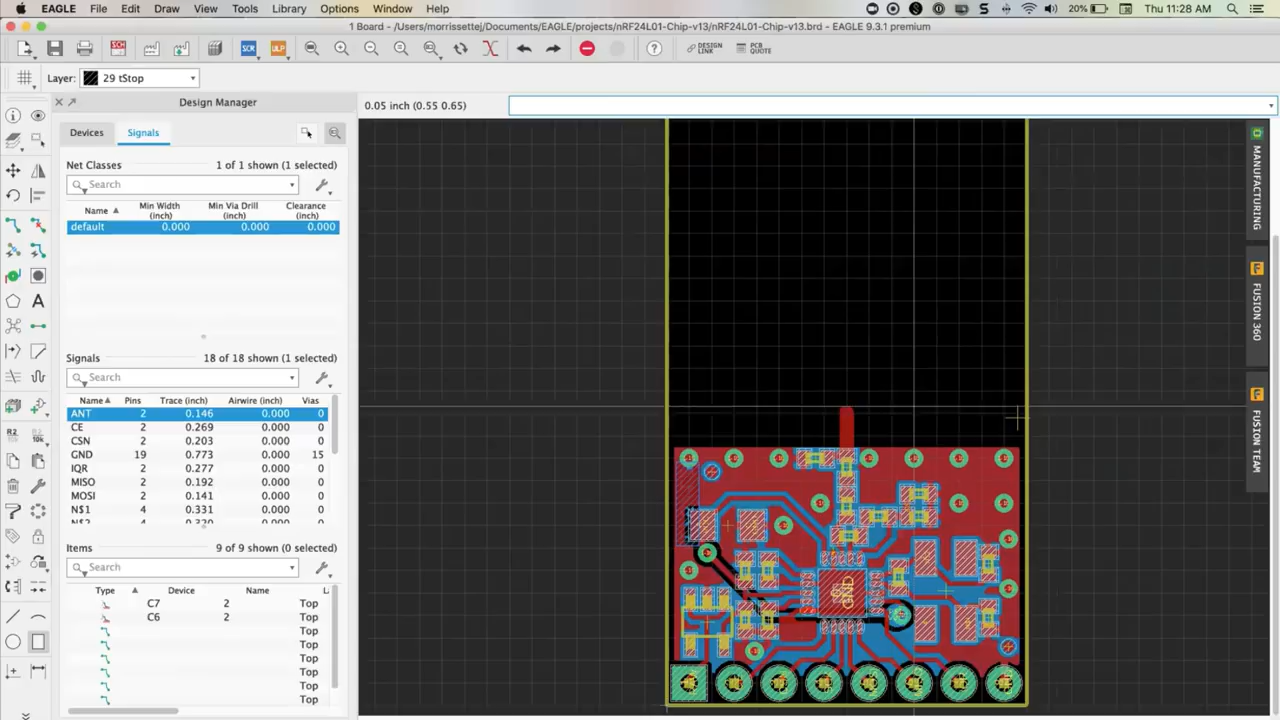 EAGLE File Edit Draw View Tools Library Options Window Help 20% Thu 11:28 AM
1 Board - /Users/morrissettej/Documents/EAGLE/projects/nRF24L01-Chip-v13/nRF24L01-Chip-v13.brd - EAGLE 9.3.1 premium
SCH SCR ULP DESIGN LINK PCB QUOTE
Layer: 29 tStop
Design Manager
0.05 inch (0.55 0.65)
Devices Signals
Net Classes 1 of 1 shown (1 selected)
Search
Name Min Width (inch) Min Via Drill (inch) Clearance (inch)
default 0.000 0.000 0.000
Signals 18 of 18 shown (1 selected)
Search
Name Pins Trace (inch) Airwire (inch) Vias
ANT 2 0.146 0.000 0
CE 2 0.269 0.000 0
CSN 2 0.203 0.000 0
GND 19 0.773 0.000 15
IQR 2 0.277 0.000 0
MISO 2 0.192 0.000 0
MOSI 2 0.141 0.000 0
N$1 4 0.331 0.000 0
Items 9 of 9 shown (0 selected)
Search
Type Device Name
C7 2 Top
C6 2 Top
Top
Top
Top
Top
Top
Top
GND
MANUFACTURING
FUSION 360
FUSION TEAM